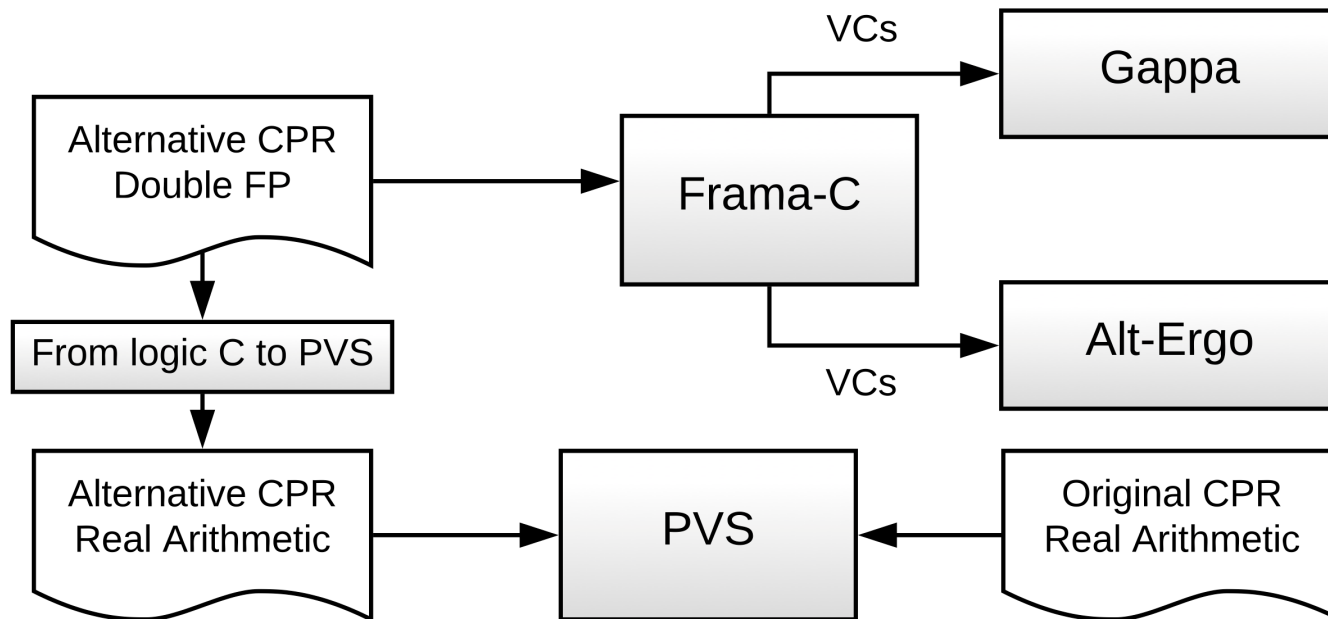 VCs
Gappa
Alternative CPR
Double FP
Frama-C
From logic C to PVS
Alt-Ergo
VCs
Alternative CPR
Real Arithmetic
PVS
Original CPR
Real Arithmetic